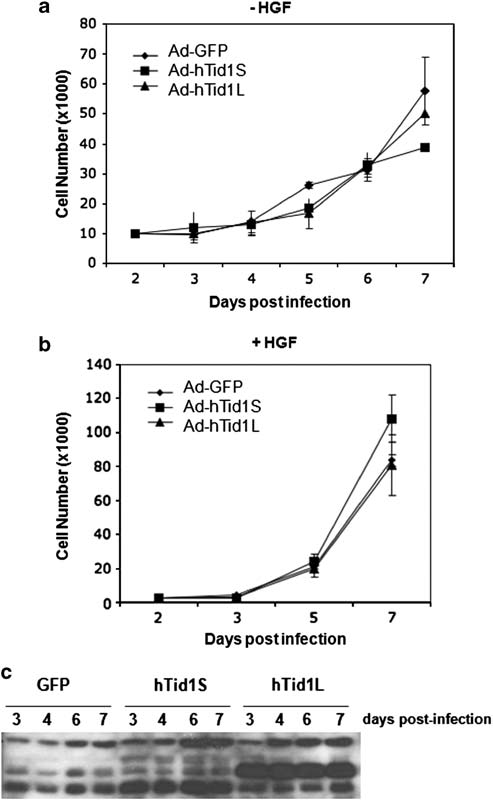 a
- HGF
Ad-GFP
Ad-hTid1S
Ad-hTid1L
Cell Number (x1000)
80
70
60
50
40
30
20
10
0
2 3 4 5 6 7
Days post infection
b
+ HGF
Ad-GFP
Ad-hTid1S
Ad-hTid1L
Cell Number (x1000)
140
120
100
80
60
40
20
0
2 3 5 7
Days post infection
c
GFP hTid1S hTid1L
3 4 6 7 3 4 6 7 3 4 6 7 days post-infection